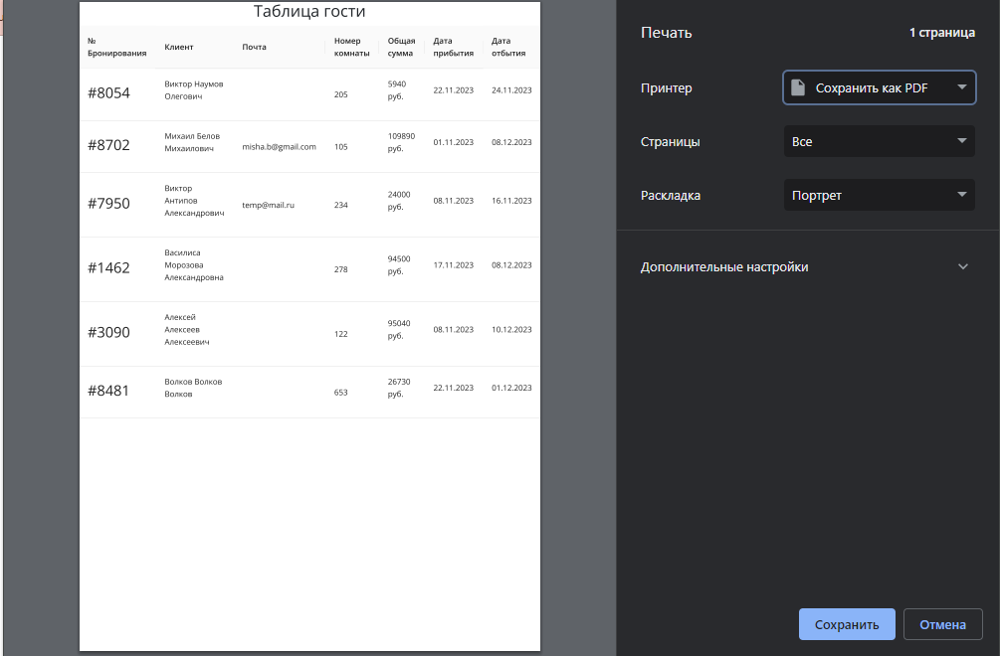 Таблица гости
№ Бронирования Клиент Почта Номер комнаты Общая сумма Дата прибытия Дата отбытия
#8054 Виктор Наумов Олегович 205 5940 руб. 22.11.2023 24.11.2023
#8702 Михаил Белов Михаилович misha.b@gmail.com 105 109890 руб. 01.11.2023 08.12.2023
#7950 Виктор Антипов Александрович temp@mail.ru 234 24000 руб. 08.11.2023 16.11.2023
#1462 Василиса Морозова Александровна 278 94500 руб. 17.11.2023 08.12.2023
#3090 Алексей Алексеев Алексеевич 122 95040 руб. 08.11.2023 10.12.2023
#8481 Волков Волков Волков 653 26730 руб. 22.11.2023 01.12.2023
Печать 1 страница
Принтер Сохранить как PDF
Страницы Все
Раскладка Портрет
Дополнительные настройки
Сохранить Отмена